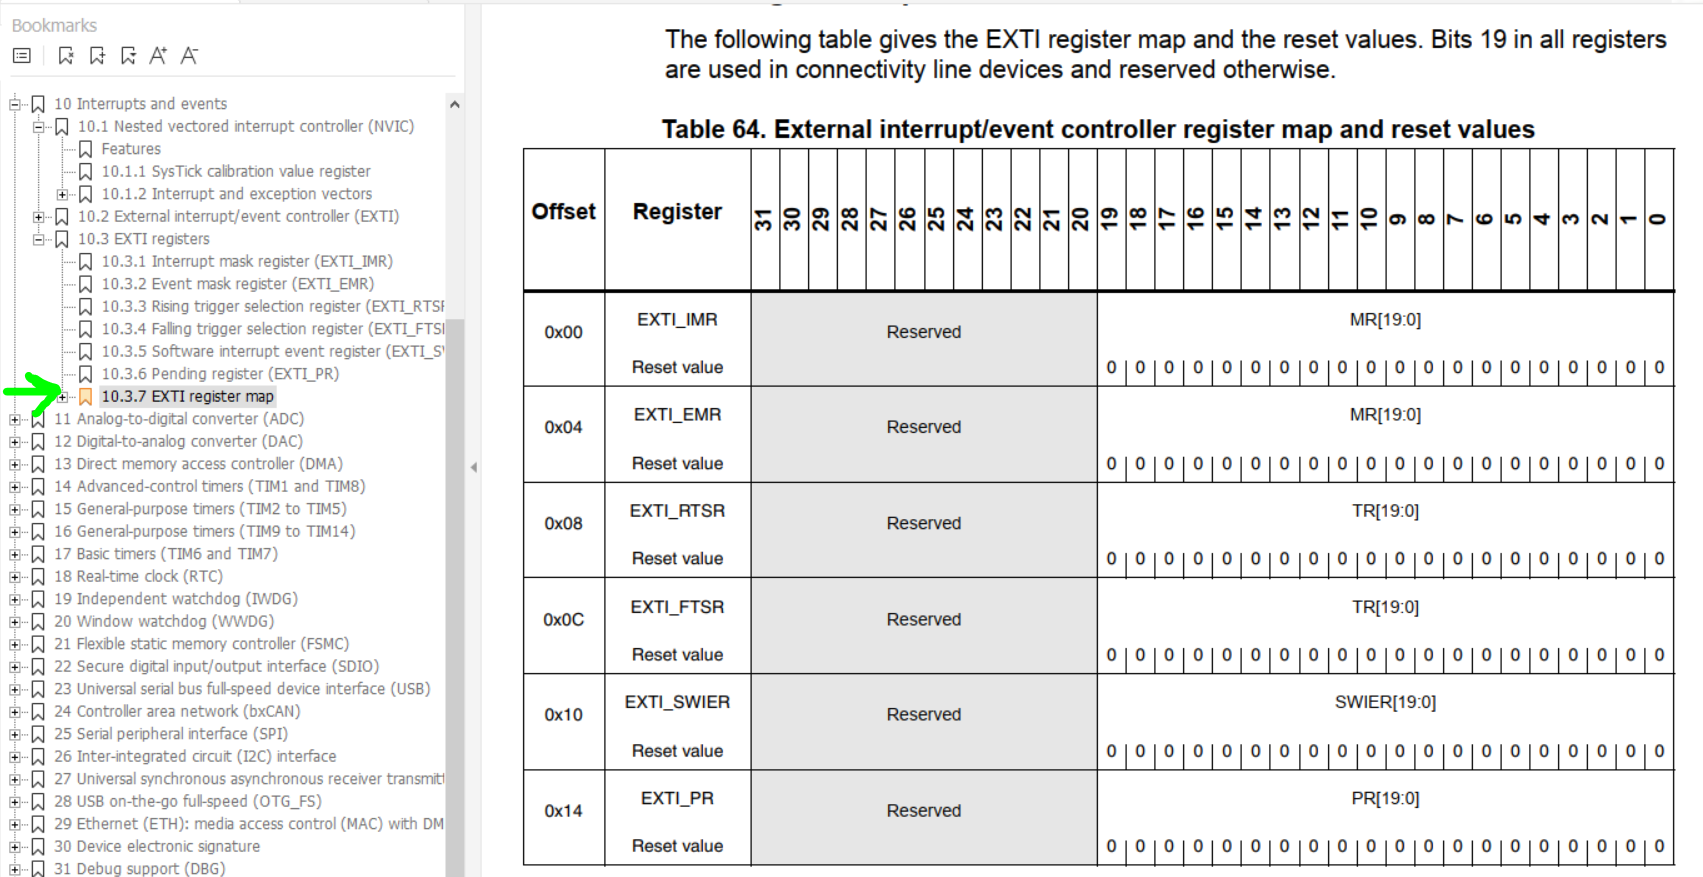 Bookmarks
10 Interrupts and events
10.1 Nested vectored interrupt controller (NVIC)
Features
10.1.1 SysTick calibration value register
10.1.2 Interrupt and exception vectors
10.2 External interrupt/event controller (EXTI)
10.3 EXTI registers
10.3.1 Interrupt mask register (EXTI_IMR)
10.3.2 Event mask register (EXTI_EMR)
10.3.3 Rising trigger selection register (EXTI_RTSR
10.3.4 Falling trigger selection register (EXTI_FTS
10.3.5 Software interrupt event register (EXTI_S
10.3.6 Pending register (EXTI_PR)
10.3.7 EXTI register map
11 Analog-to-digital converter (ADC)
12 Digital-to-analog converter (DAC)
13 Direct memory access controller (DMA)
14 Advanced-control timers (TIM1 and TIM8)
15 General-purpose timers (TIM2 to TIM5)
16 General-purpose timers (TIM9 to TIM14)
17 Basic timers (TIM6 and TIM7)
18 Real-time clock (RTC)
19 Independent watchdog (IWDG)
20 Window watchdog (WWDG)
21 Flexible static memory controller (FSMC)
22 Secure digital input/output interface (SDIO)
23 Universal serial bus full-speed device interface (USB)
24 Controller area network (bxCAN)
25 Serial peripheral interface (SPI)
26 Inter-integrated circuit (I2C) interface
27 Universal synchronous asynchronous receiver transmitt
28 USB on-the-go full-speed (OTG_FS)
29 Ethernet (ETH): media access control (MAC) with DM
30 Device electronic signature
31 Debug support (DBG)
The following table gives the EXTI register map and the reset values. Bits 19 in all registers
are used in connectivity line devices and reserved otherwise.
Table 64. External interrupt/event controller register map and reset values
Offset Register 31 30 29 28 27 26 25 24 23 22 21 20 19 18 17 16 15 14 13 12 11 10 9 8 7 6 5 4 3 2 1 0
0x00 EXTI_IMR Reserved MR[19:0]
Reset value 0 0 0 0 0 0 0 0 0 0 0 0 0 0 0 0 0 0 0 0
0x04 EXTI_EMR Reserved MR[19:0]
Reset value 0 0 0 0 0 0 0 0 0 0 0 0 0 0 0 0 0 0 0 0
0x08 EXTI_RTSR Reserved TR[19:0]
Reset value 0 0 0 0 0 0 0 0 0 0 0 0 0 0 0 0 0 0 0 0
0x0C EXTI_FTSR Reserved TR[19:0]
Reset value 0 0 0 0 0 0 0 0 0 0 0 0 0 0 0 0 0 0 0 0
0x10 EXTI_SWIER Reserved SWIER[19:0]
Reset value 0 0 0 0 0 0 0 0 0 0 0 0 0 0 0 0 0 0 0 0
0x14 EXTI_PR Reserved PR[19:0]
Reset value 0 0 0 0 0 0 0 0 0 0 0 0 0 0 0 0 0 0 0 0